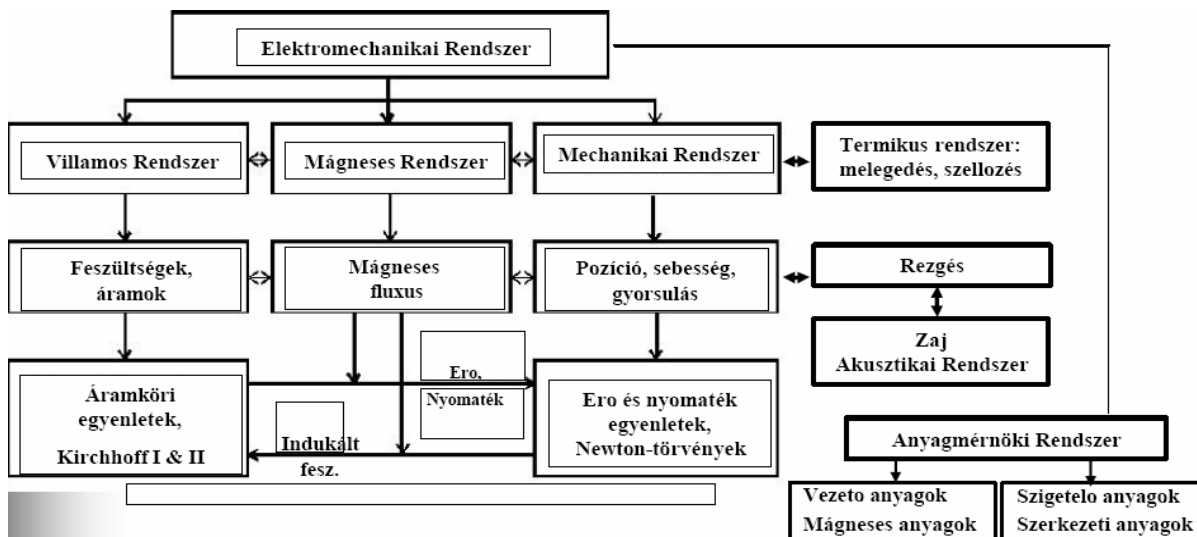 Elektromechanikai Rendszer
Villamos Rendszer
Mágneses Rendszer
Mechanikai Rendszer
Termikus rendszer:
melegedés, szellozés
Feszültségek,
áramok
Mágneses
fluxus
Pozíció, sebesség,
gyorsulás
Rezgés
Zaj
Akusztikai Rendszer
Áramköri
egyenletek,
Kirchhoff I & II
Ero,
Nyomaték
Indukált
fesz.
Ero és nyomaték
egyenletek,
Newton-törvények
Anyagmérnöki Rendszer
Vezeto anyagok
Mágneses anyagok
Szigetelo anyagok
Szerkezeti anyagok